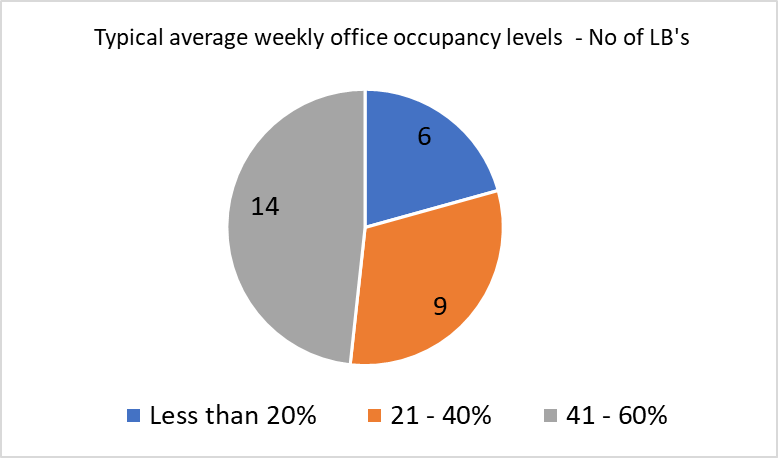 Typical average weekly office occupancy levels  - No of LB's
6
14
9
Less than 20%
21 - 40%
41 - 60%